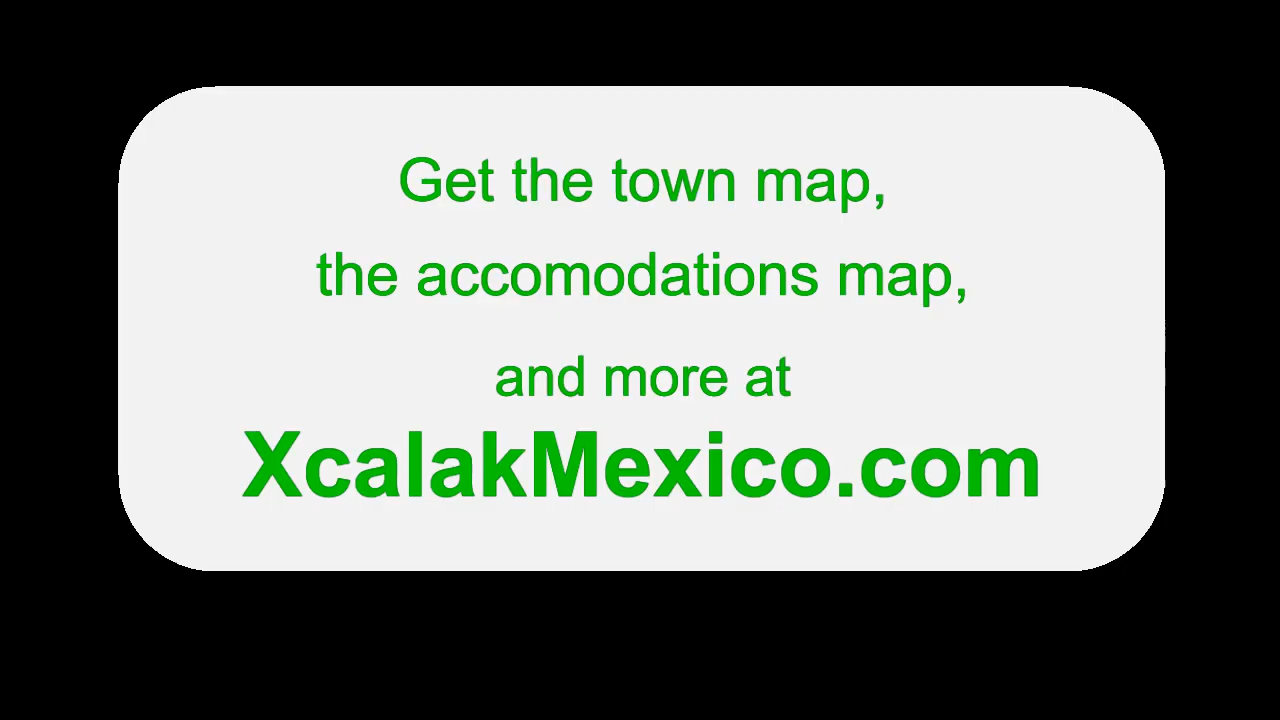 Get the town map,
the accomodations map,
and more at
XcalakMexico.com